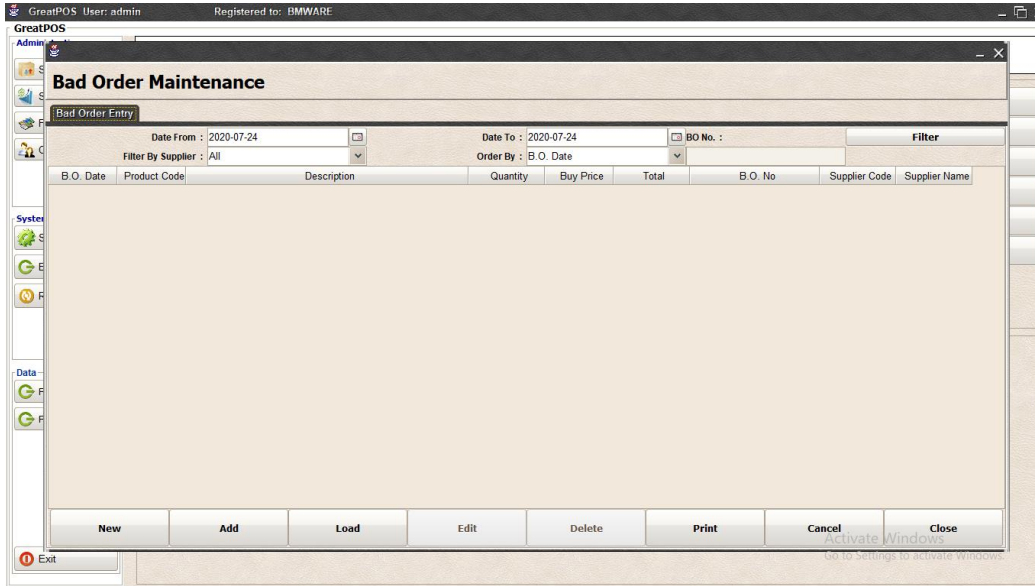 GreatPOS User: admin Registered to: BMWARE
GreatPOS
Bad Order Maintenance
Bad Order Entry
Date From : 2020-07-24 Date To : 2020-07-24 BO No. : Filter
Filter By Supplier : All Order By : B.O. Date
B.O. Date Product Code Description Quantity Buy Price Total B.O. No Supplier Code Supplier Name
Data
New Add Load Edit Delete Print Cancel Close
Activate Windows
Go to Settings to activate Windows.
Exit